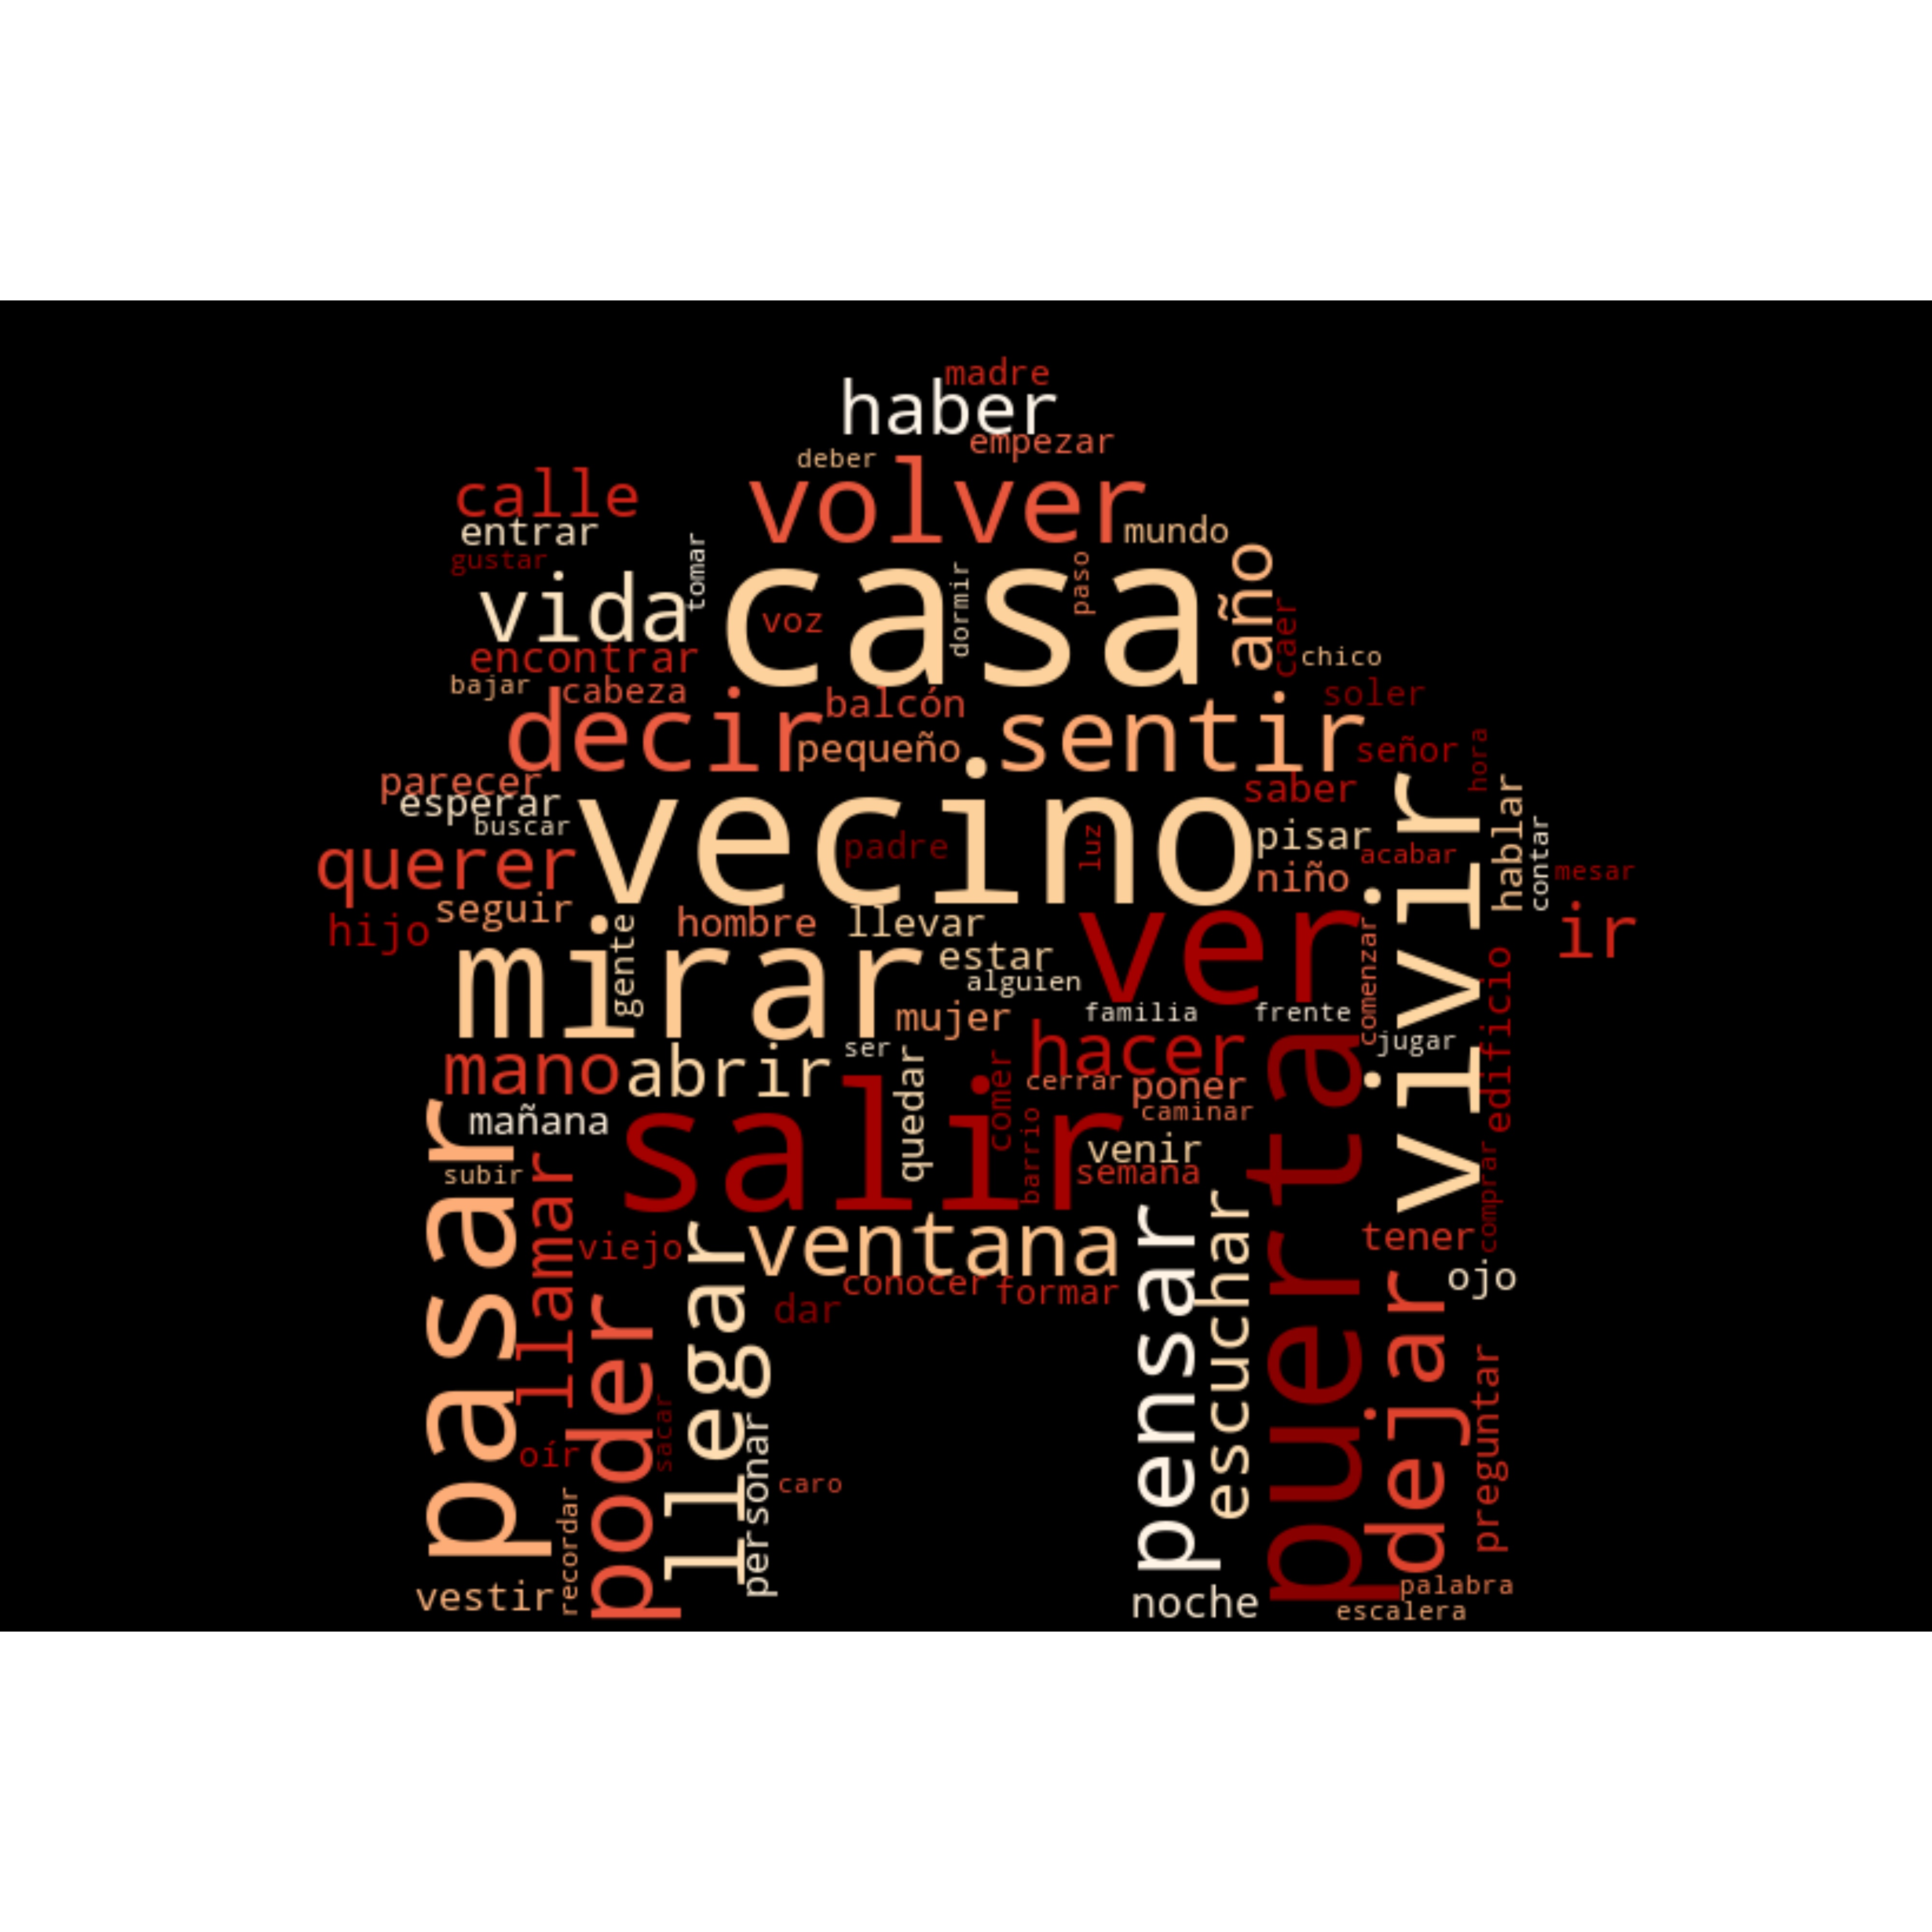 madre
haber
empezar
deber
calle
volver
entrar
mundo
gustar
tomar
casa
vida
voz
dormir
paso
año
caer
encontrar
chico
bajar
cabeza
balcón
soler
decir
pequeño
sentir
señor
hora
parecer
esperar
saber
buscar
vecino
padre
luz
pisar
acabar
vivir
hablar
contar
querer
niño
mesar
seguir
hijo
gente
hombre
llevar
ver
ir
mirar
estar
alguien
comenzar
familia
frente
mujer
edificio
jugar
mano
abrir
ser
quedar
comer
hacer
cerrar
poner
caminar
puerta
mañana
salir
barrio
venir
semana
subir
pasar
llamar
viejo
llegar
ventana
pensar
escuchar
tener
comprar
conocer
formar
dar
ojo
poder
dejar
preguntar
oír
sacar
personar
caro
recordar
vestir
noche
palabra
escalera